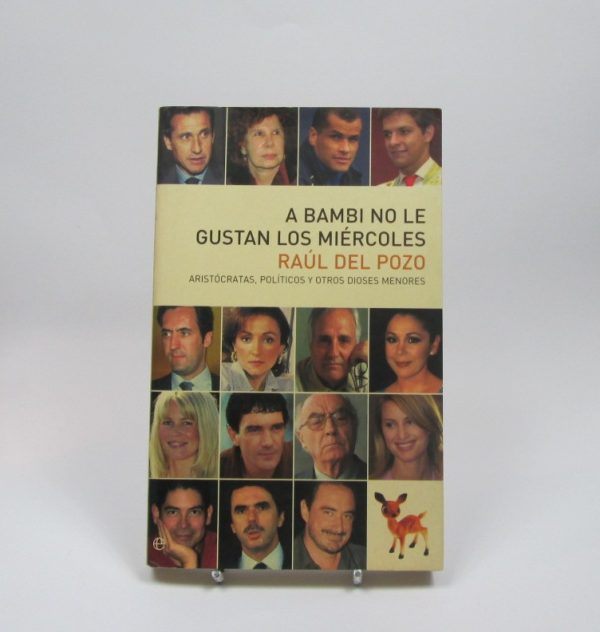 A BAMBI NO LE
GUSTAN LOS MIÉRCOLES
RAÚL DEL POZO
ARISTÓCRATAS, POLÍTICOS Y OTROS DIOSES MENORES